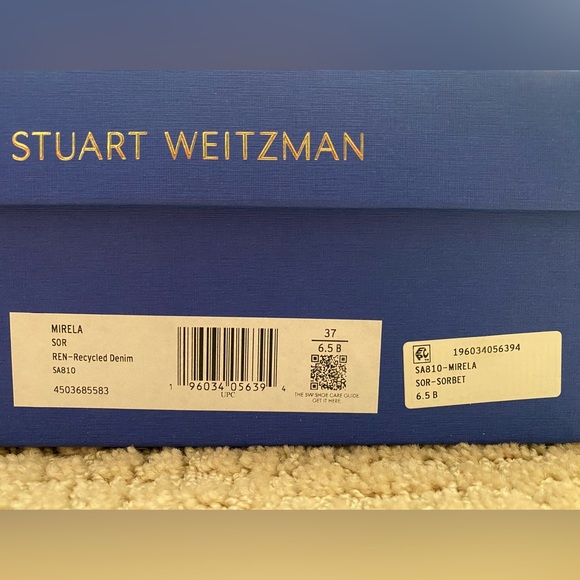 STUART WEITZMAN
MIRELA
SOR
REN-Recycled Denim
SA810
4503685583
1 96034 05639 4
UPC
37
6.5 B
THE SW SHOE CARE GUIDE.
GET IT HERE.
196034056394
SA810-MIRELA
SOR-SORBET
6.5 B